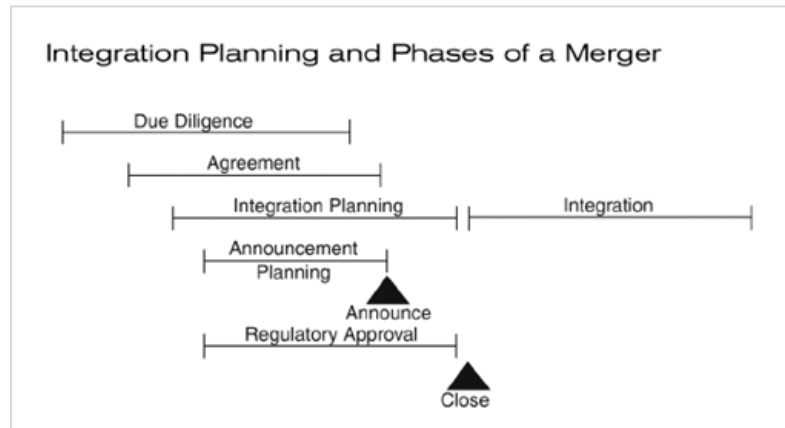 Integration Planning and Phases of a Merger
Due Diligence
Agreement
Integration Planning
Integration
Announcement
Planning
Announce
Regulatory Approval
Close